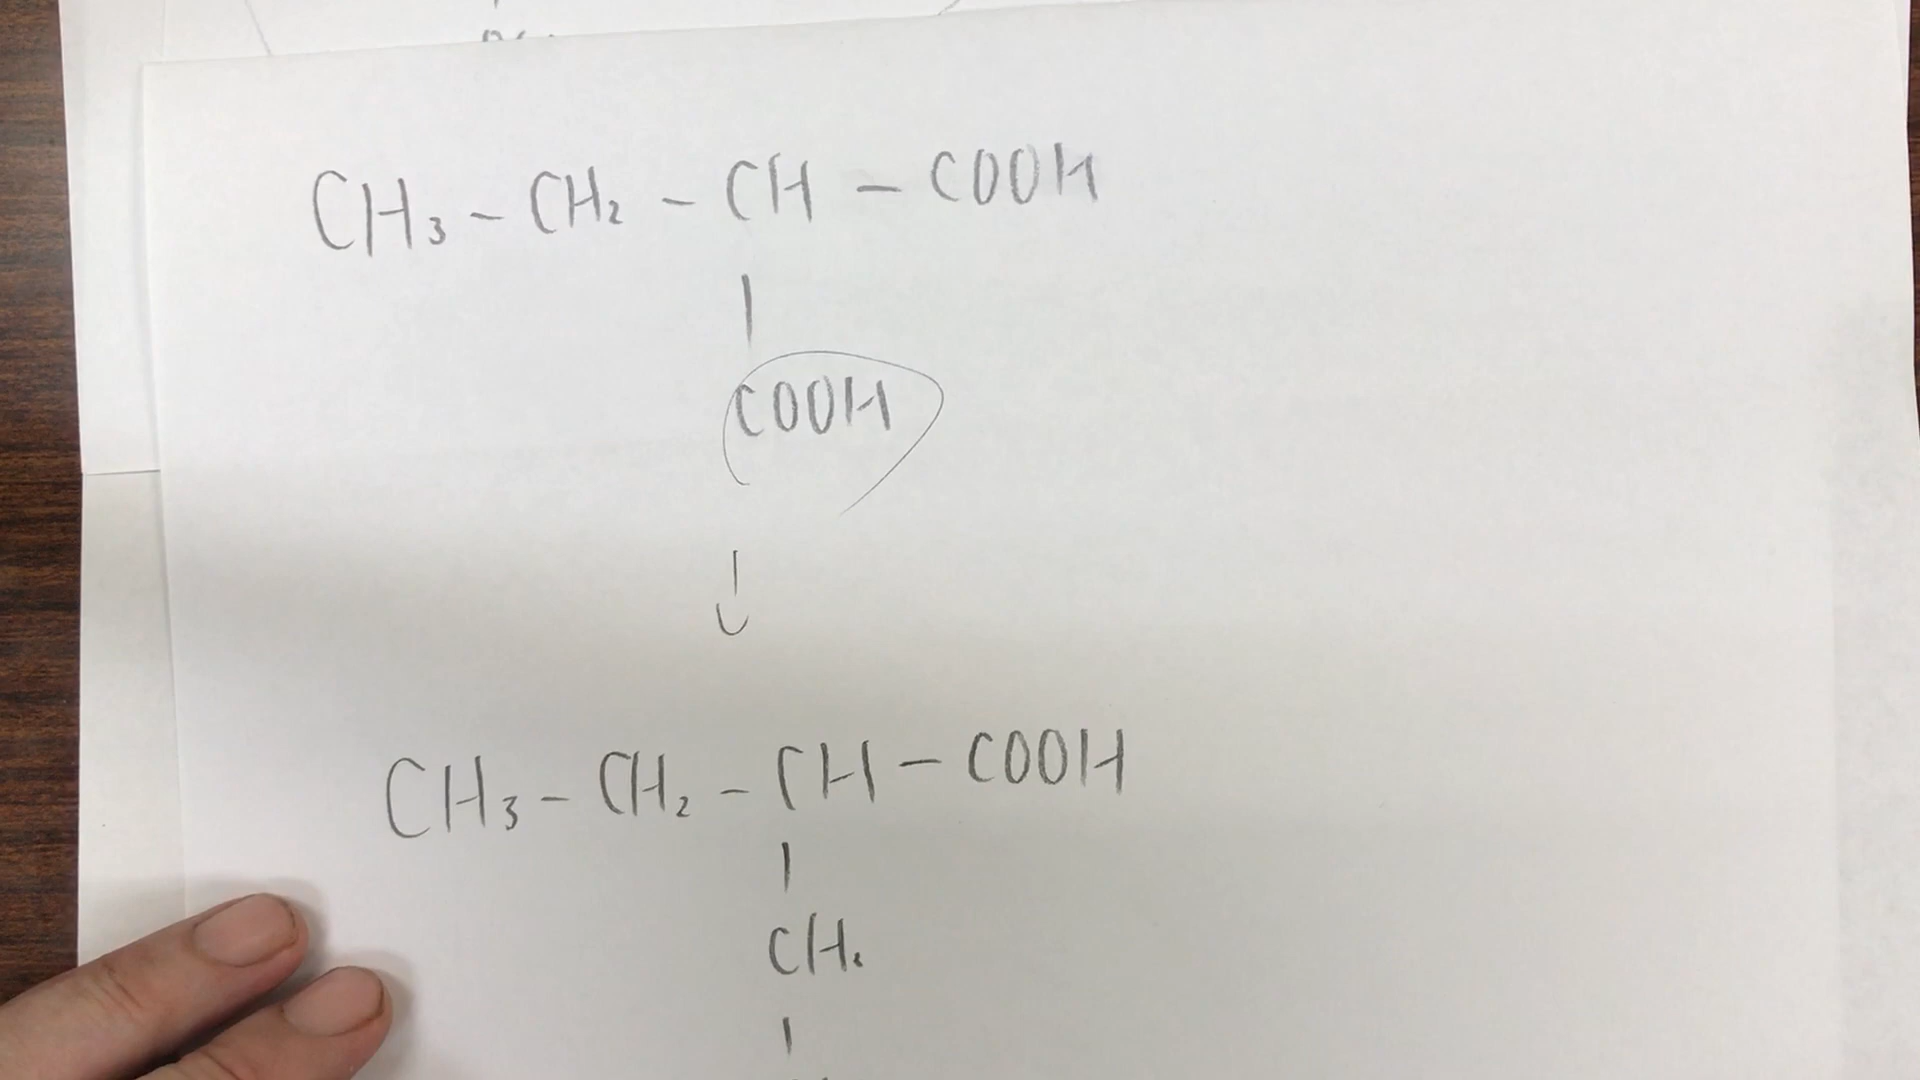 CH₃ - CH₂ - CH - COOH
|
COOH
↓
CH₃ - CH₂ - CH - COOH
|
CH₂
|